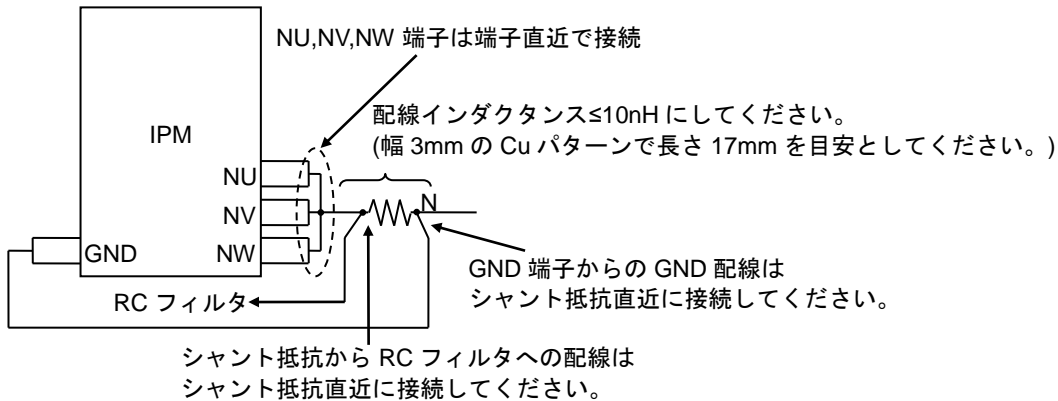 NU,NV,NW 端子は端子直近で接続
配線インダクタンス≤10nH にしてください。
(幅 3mm の Cu パターンで長さ 17mm を目安としてください。)
IPM
NU
N
NV
GND
NW
GND 端子からの GND 配線は
シャント抵抗直近に接続してください。
RC フィルタ
シャント抵抗から RC フィルタへの配線は
シャント抵抗直近に接続してください。